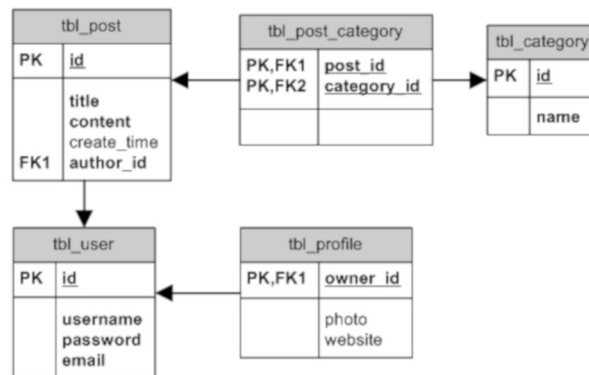 tbl_post
PK id
title
content
create_time
FK1 author_id
tbl_post_category
PK,FK1 post_id
PK,FK2 category_id
tbl_category
PK id
name
tbl_user
PK id
username
password
email
tbl_profile
PK,FK1 owner_id
photo
website